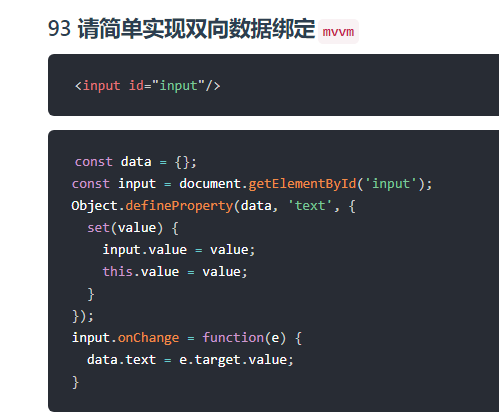 93 请简单实现双向数据绑定 mvvm
<input id="input"/>
const data = {};
const input = document.getElementById('input');
Object.defineProperty(data, 'text', {
  set(value) {
    input.value = value;
    this.value = value;
  }
});
input.onChange = function(e) {
  data.text = e.target.value;
}